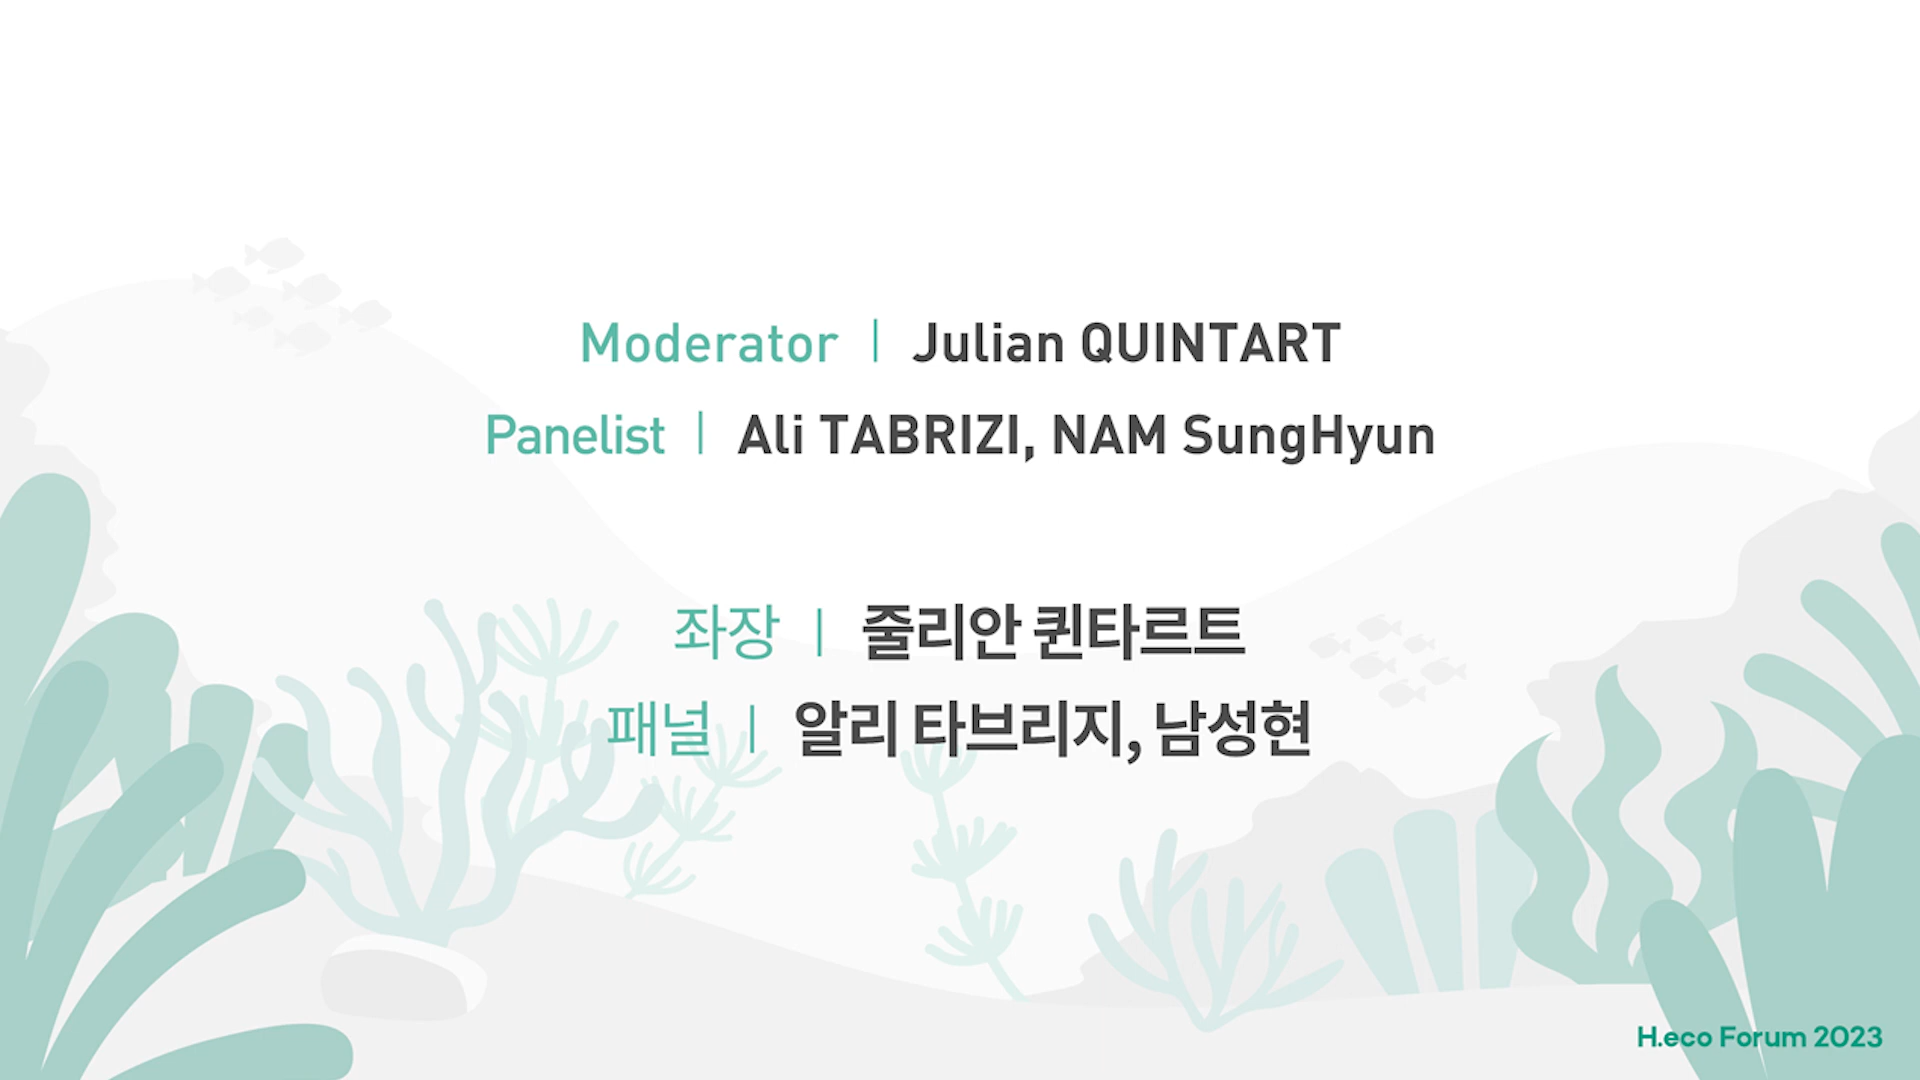 Moderator | Julian QUINTART
Panelist | Ali TABRIZI, NAM SungHyun
좌장 | 줄리안 퀸타르트
패널 | 알리 타브리지, 남성현
H.eco Forum 2023